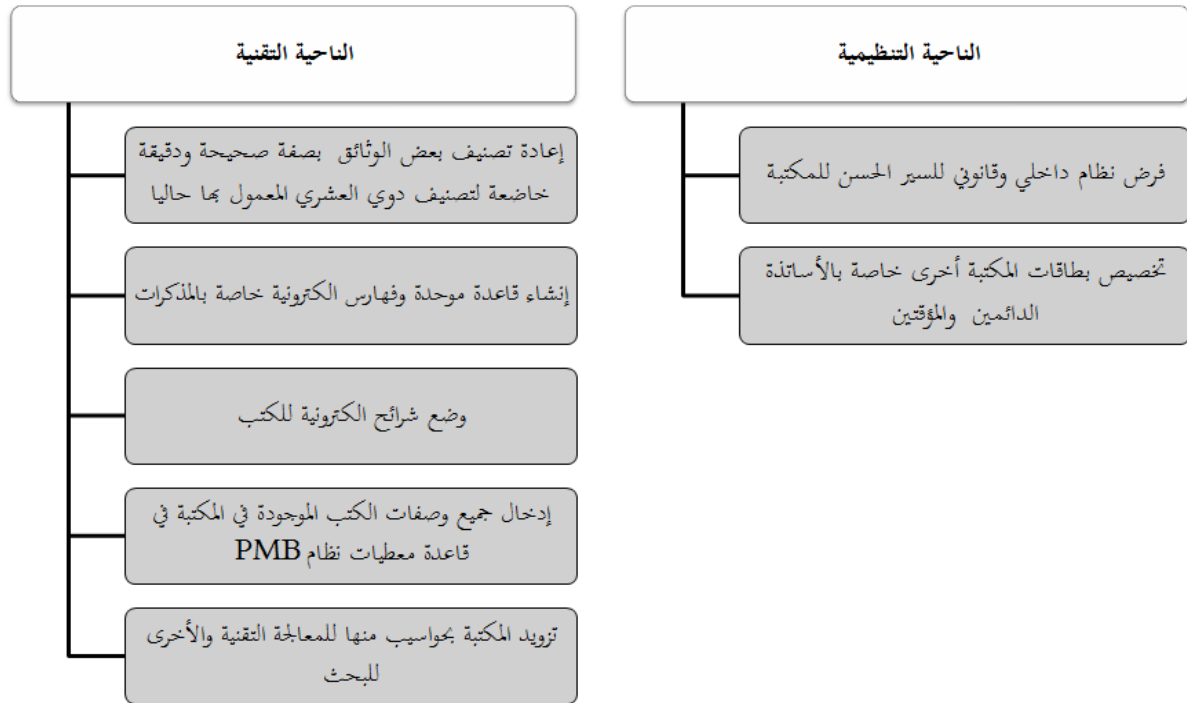 الناحية التنظيمية
فرض نظام داخلي وقانوني للسير الحسن للمكتبة
تخصيص بطاقات المكتبة أخرى خاصة بالأساتذة
الدائمين والمؤقتين
الناحية التقنية
إعادة تصنيف بعض الوثائق بصفة صحيحة ودقيقة
خاضعة لتصنيف دوي العشري المعمول بها حاليا
إنشاء قاعدة موحدة وفهارس الكترونية خاصة بالمذكرات
وضع شرائح الكترونية للكتب
إدخال جميع وصفات الكتب الموجودة في المكتبة في
قاعدة معطيات نظام PMB
تزويد المكتبة بحواسيب منها للمعالجة التقنية والأخرى
للبحث